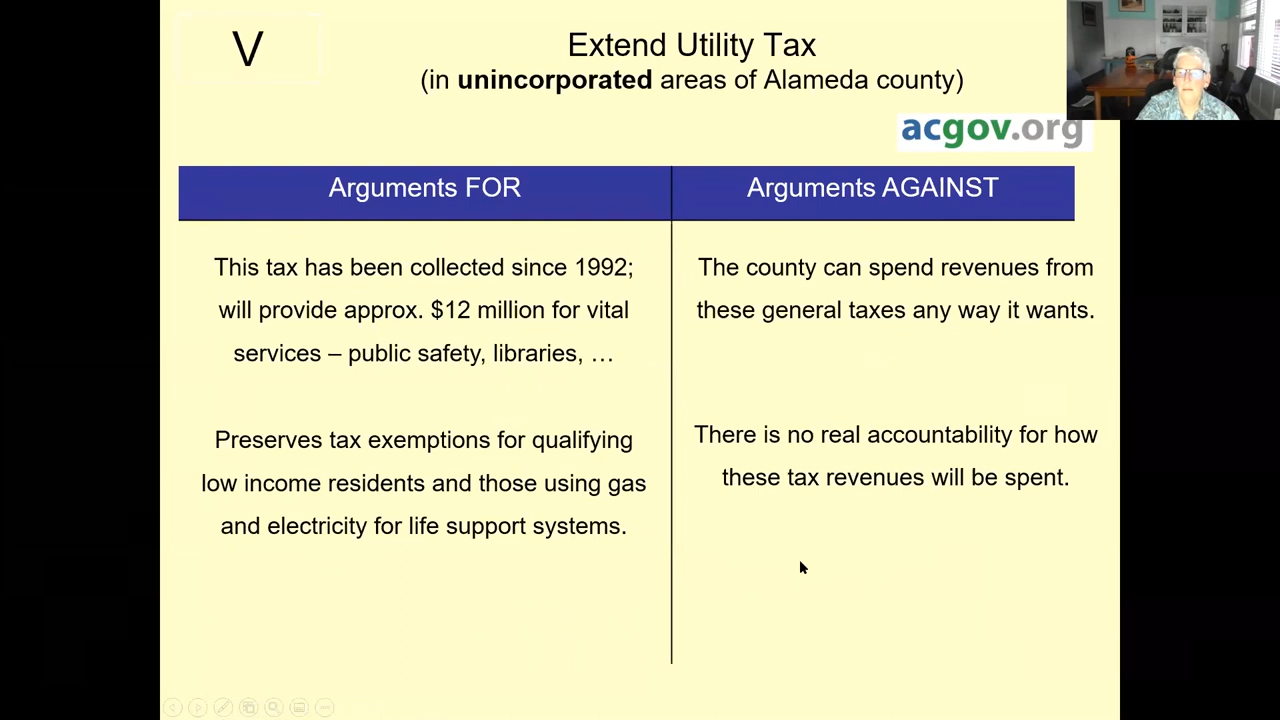 V
Extend Utility Tax
(in unincorporated areas of Alameda county)
acgov.org
Arguments FOR
Arguments AGAINST
This tax has been collected since 1992;
will provide approx. $12 million for vital
services – public safety, libraries, …
Preserves tax exemptions for qualifying
low income residents and those using gas
and electricity for life support systems.
The county can spend revenues from
these general taxes any way it wants.
There is no real accountability for how
these tax revenues will be spent.